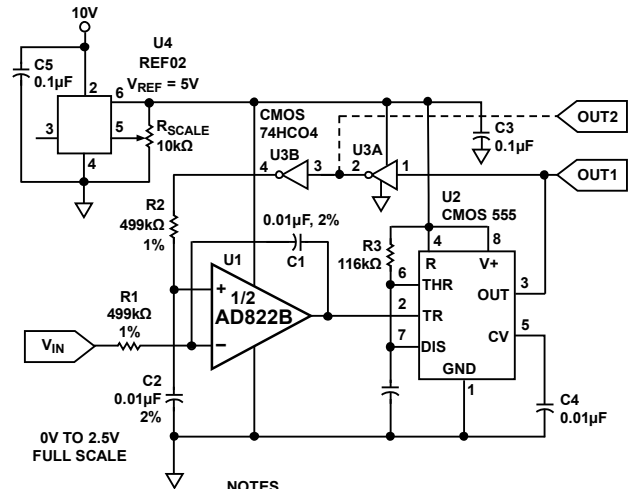 10V
U4
REF02
VREF = 5V
C5
0.1µF
2
6
3
5
4
RSCALE
10kΩ
CMOS
74HCO4
U3B
U3A
4
3
2
1
C3
0.1µF
OUT2
OUT1
R2
499kΩ
1%
0.01µF, 2%
C1
U1
R3
116kΩ
U2
CMOS 555
4
8
R
V+
6
THR
OUT
3
2
TR
7
DIS
CV
5
GND
1
+
1/2
AD822B
–
R1
499kΩ
1%
VIN
C2
0.01µF
2%
C4
0.01µF
0V TO 2.5V
FULL SCALE
NOTES